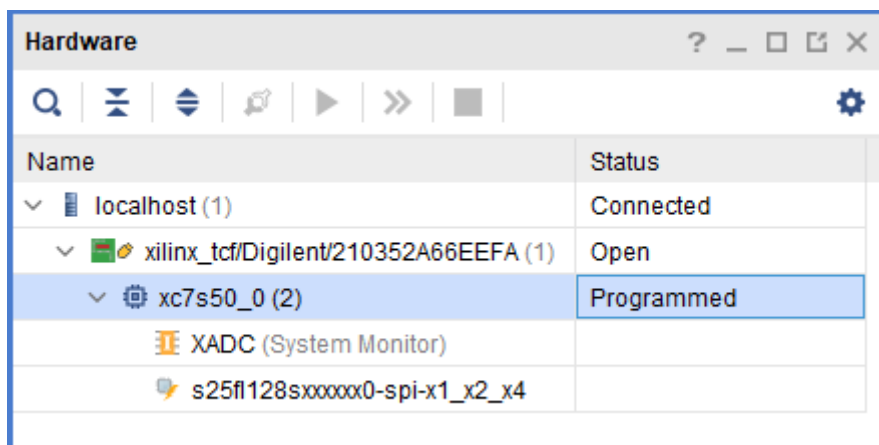 Hardware
Name Status
localhost (1) Connected
xilinx_tcf/Digilent/210352A66EEFA (1) Open
xc7s50_0 (2) Programmed
XADC (System Monitor)
s25fl128sxxxxxx0-spi-x1_x2_x4